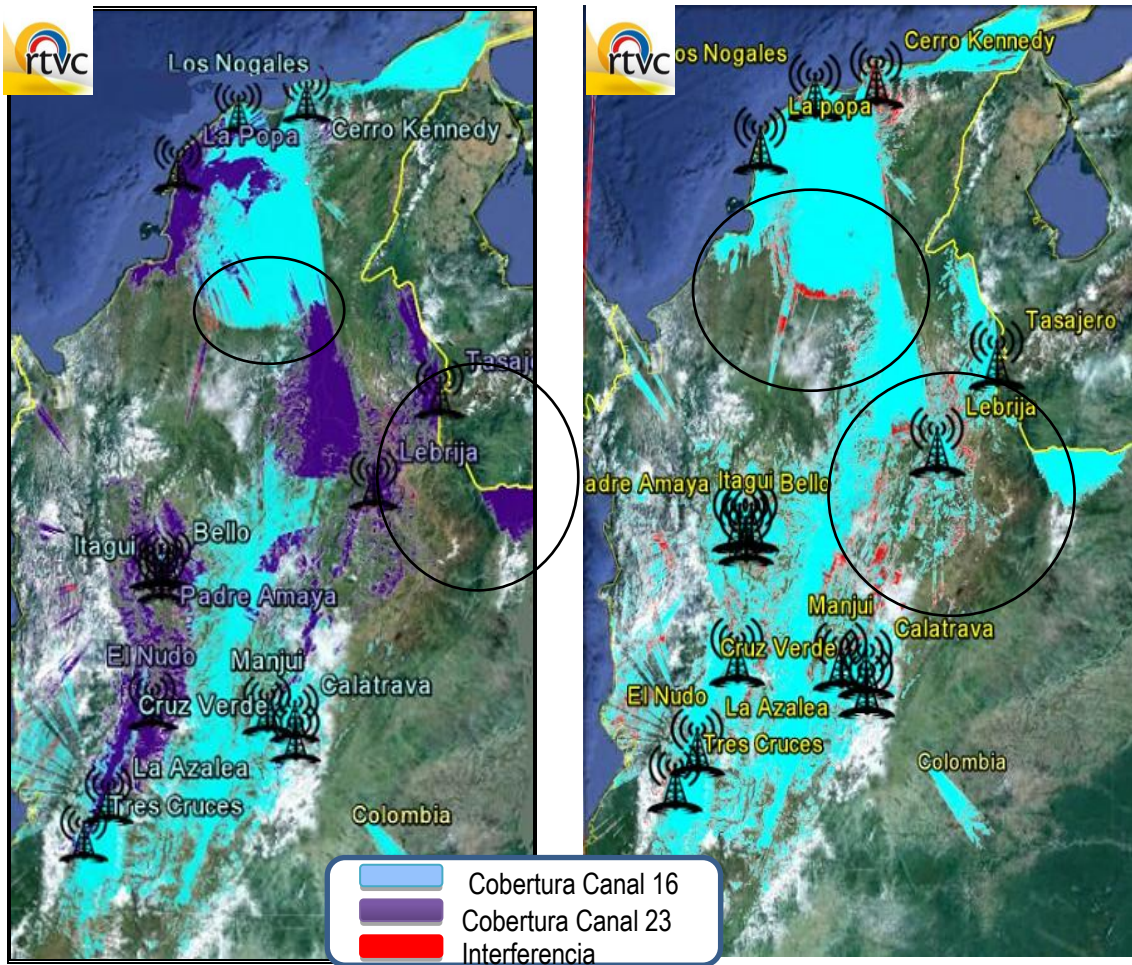 rtvc
Los Nogales
La Popa
Cerro Kennedy
Lebrija
Bello
Itagui
Padre Amaya
El Nudo
Manjui
Cruz Verde
Calatrava
La Azalea
Tres Cruces
Colombia
rtvc
os Nogales
Cerro Kennedy
La popa
Tasajero
Lebrija
adre Amaya
Itagui
Bello
Manjui
Calatrava
Cruz Verde
El Nudo
La Azalea
Tres Cruces
Colombia
Cobertura Canal 16
Cobertura Canal 23
Interferencia